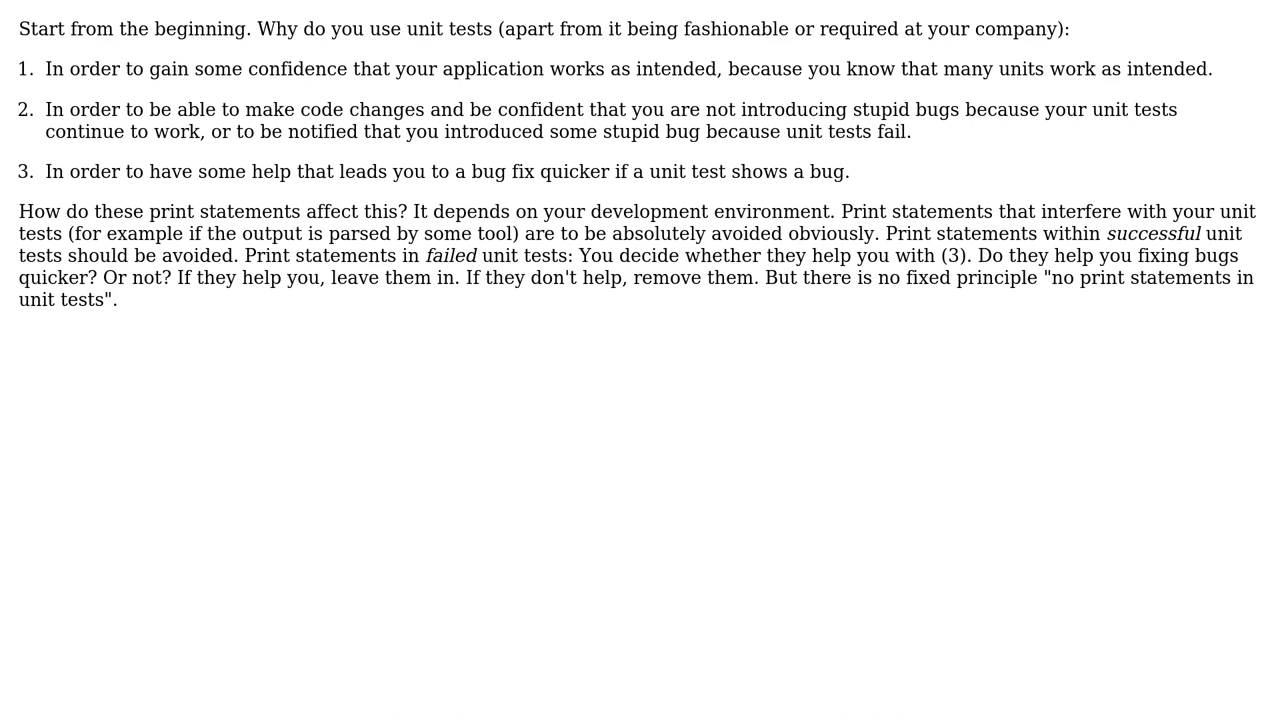 Start from the beginning. Why do you use unit tests (apart from it being fashionable or required at your company):
1. In order to gain some confidence that your application works as intended, because you know that many units work as intended.
2. In order to be able to make code changes and be confident that you are not introducing stupid bugs because your unit tests
continue to work, or to be notified that you introduced some stupid bug because unit tests fail.
3. In order to have some help that leads you to a bug fix quicker if a unit test shows a bug.
How do these print statements affect this? It depends on your development environment. Print statements that interfere with your unit
tests (for example if the output is parsed by some tool) are to be absolutely avoided obviously. Print statements within successful unit
tests should be avoided. Print statements in failed unit tests: You decide whether they help you with (3). Do they help you fixing bugs
quicker? Or not? If they help you, leave them in. If they don't help, remove them. But there is no fixed principle "no print statements in
unit tests".